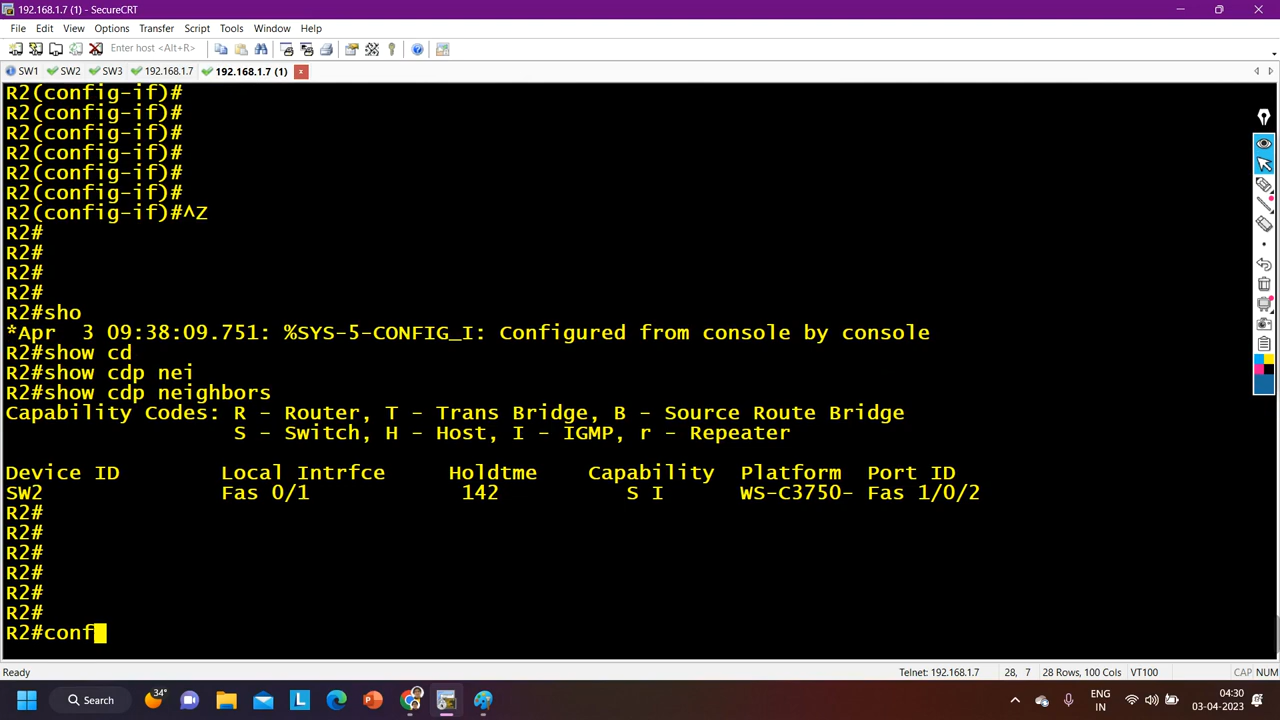 192.168.1.7 (1) - SecureCRT
File Edit View Options Transfer Script Tools Window Help
Enter host <Alt+R>
SW1 SW2 SW3 192.168.1.7 192.168.1.7 (1) x
R2(config-if)#
R2(config-if)#
R2(config-if)#
R2(config-if)#
R2(config-if)#
R2(config-if)#
R2(config-if)#^Z
R2#
R2#
R2#
R2#
R2#sho
*Apr  3 09:38:09.751: %SYS-5-CONFIG_I: Configured from console by console
R2#show cd
R2#show cdp nei
R2#show cdp neighbors
Capability Codes: R - Router, T - Trans Bridge, B - Source Route Bridge
S - Switch, H - Host, I - IGMP, r - Repeater
Device ID Local Intrfce Holdtme Capability Platform Port ID
SW2 Fas 0/1 142 S I WS-C3750- Fas 1/0/2
R2#
R2#
R2#
R2#
R2#
R2#
R2#conf
Ready Telnet: 192.168.1.7 28, 7 28 Rows, 100 Cols VT100 CAP NUM
Search 34° L ENG 04:30
IN 03-04-2023